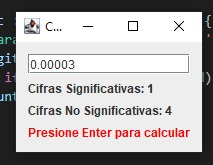 C...
0.00003
Cifras Significativas: 1
Cifras No Significativas: 4
Presione Enter para calcular